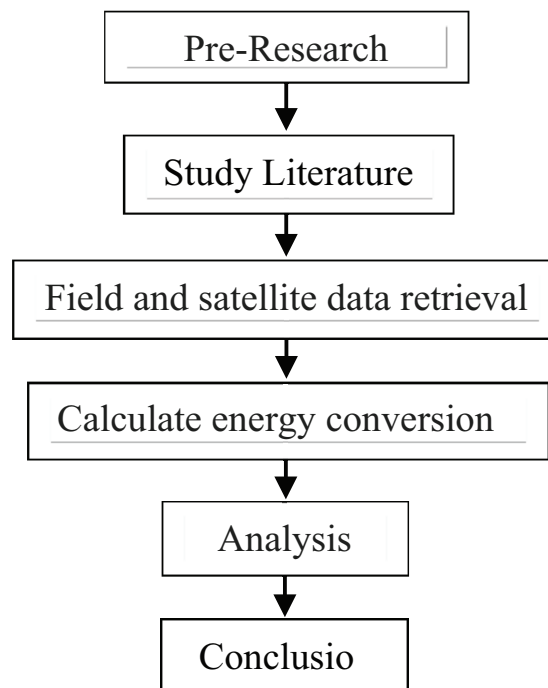 Pre-Research
Study Literature
Field and satellite data retrieval
Calculate energy conversion
Analysis
Conclusio